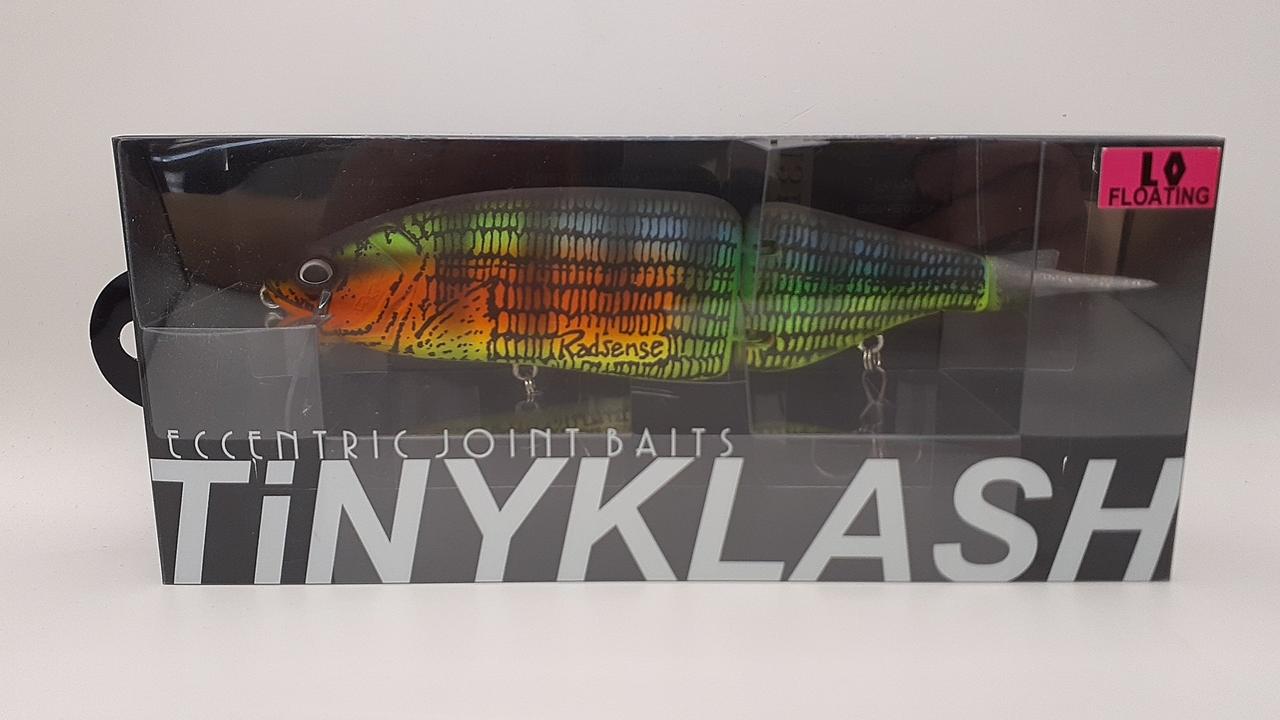 LO
FLOATING
Radsense
ECCENTRIC JOINT BAITS
TiNYKLASH